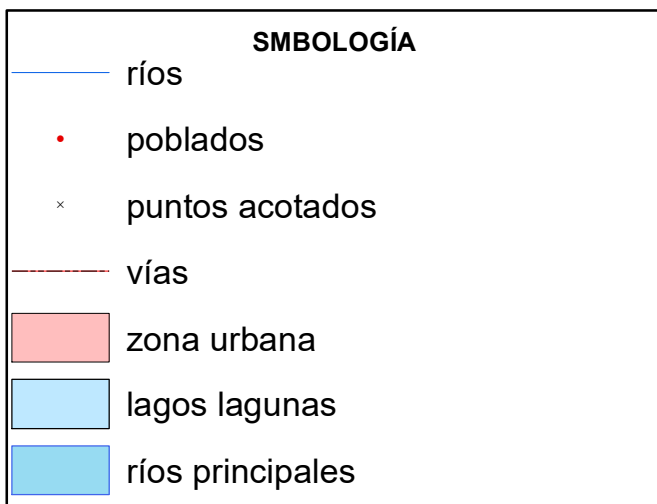 SMBOLOGÍA
ríos
poblados
puntos acotados
vías
zona urbana
lagos lagunas
ríos principales